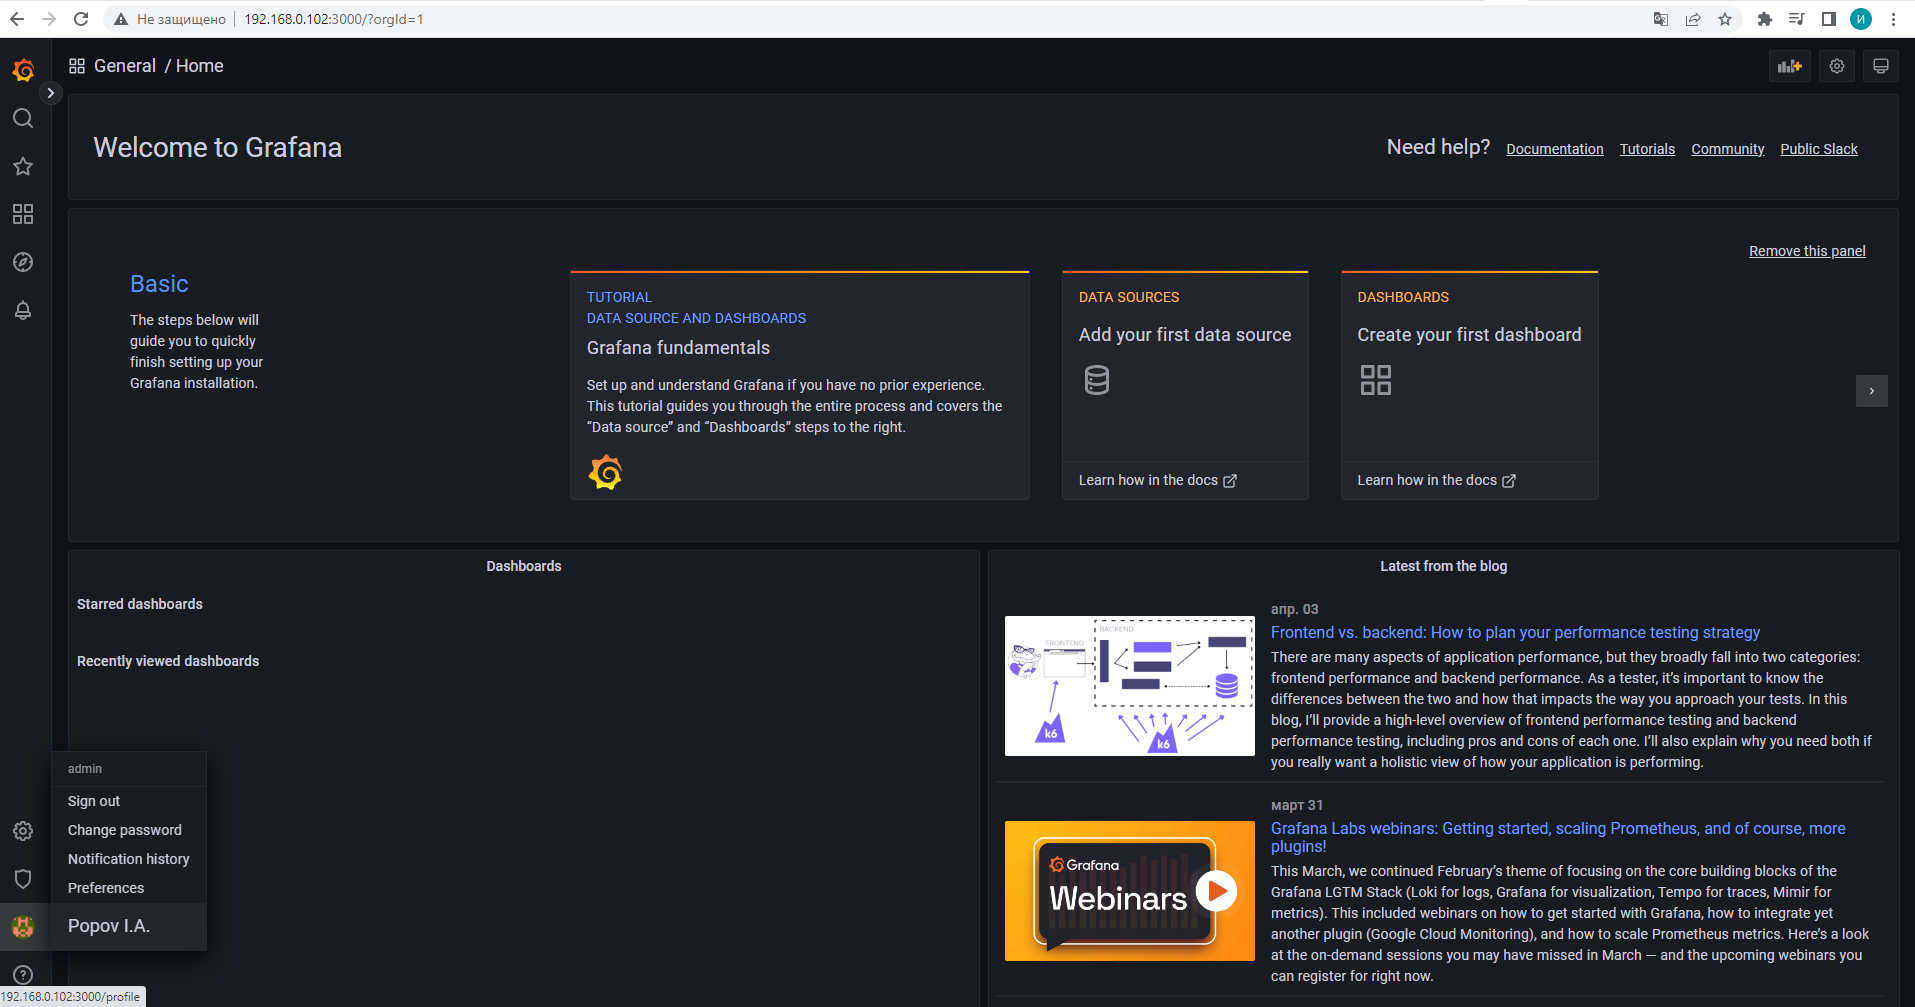 Не защищено
192.168.0.102:3000/?orgId=1
И
General / Home
Welcome to Grafana
Need help? Documentation Tutorials Community Public Slack
Remove this panel
Basic
The steps below will
guide you to quickly
finish setting up your
Grafana installation.
TUTORIAL
DATA SOURCE AND DASHBOARDS
Grafana fundamentals
Set up and understand Grafana if you have no prior experience.
This tutorial guides you through the entire process and covers the
“Data source” and “Dashboards” steps to the right.
DATA SOURCES
Add your first data source
Learn how in the docs
DASHBOARDS
Create your first dashboard
Learn how in the docs
Dashboards
Starred dashboards
Recently viewed dashboards
Latest from the blog
FRONTEND
BACKEND
k6
k6
апр. 03
Frontend vs. backend: How to plan your performance testing strategy
There are many aspects of application performance, but they broadly fall into two categories:
frontend performance and backend performance. As a tester, it’s important to know the
differences between the two and how that impacts the way you approach your tests. In this
blog, I’ll provide a high-level overview of frontend performance testing and backend
performance testing, including pros and cons of each one. I’ll also explain why you need both if
you really want a holistic view of how your application is performing.
Grafana
Webinars
март 31
Grafana Labs webinars: Getting started, scaling Prometheus, and of course, more
plugins!
This March, we continued February’s theme of focusing on the core building blocks of the
Grafana LGTM Stack (Loki for logs, Grafana for visualization, Tempo for traces, Mimir for
metrics). This included webinars on how to get started with Grafana, how to integrate yet
another plugin (Google Cloud Monitoring), and how to scale Prometheus metrics. Here’s a look
at the on-demand sessions you may have missed in March — and the upcoming webinars you
can register for right now.
admin
Sign out
Change password
Notification history
Preferences
Popov I.A.
192.168.0.102:3000/profile